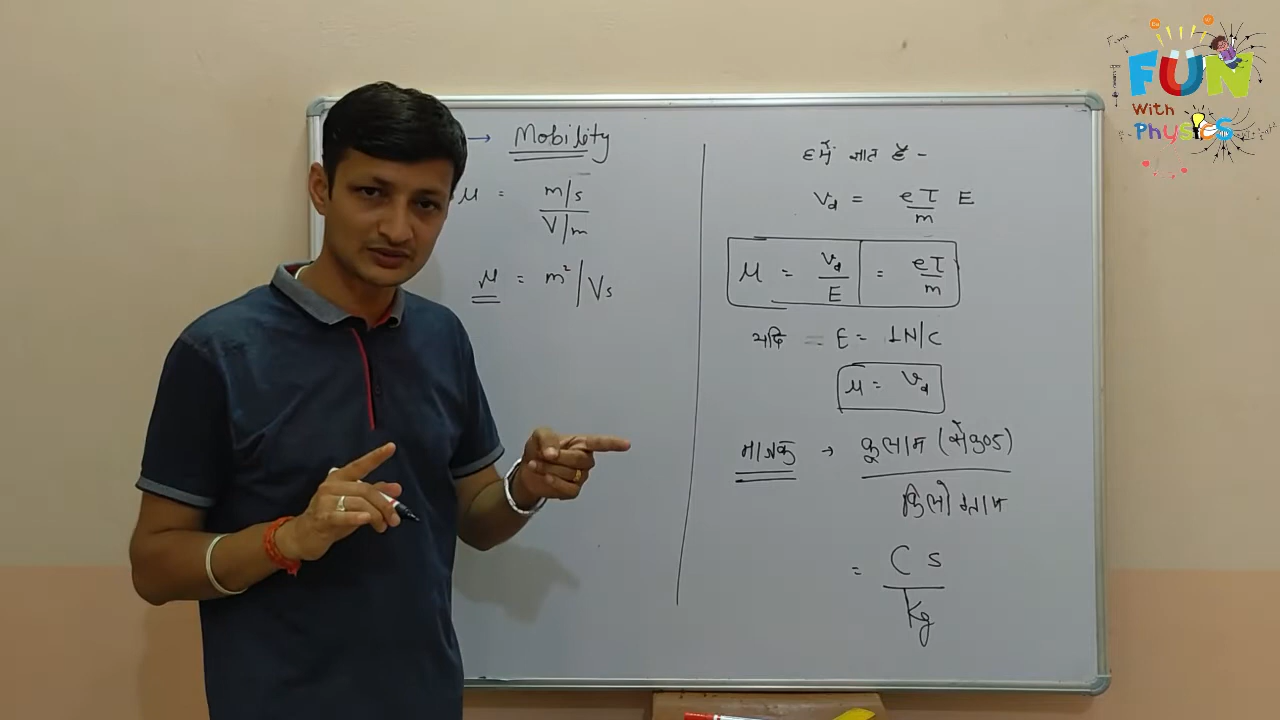 → Mobility
μ = m/s / V/m
μ = m²/Vs
हमें ज्ञात है -
Vd = eτ/m E
μ = Vd/E = eτ/m
यदि = E = 1N/C
μ = Vd
मात्रक → कूलाम (सेकण्ड) / किलोग्राम
= C s / Kg
FUN
With
Physics